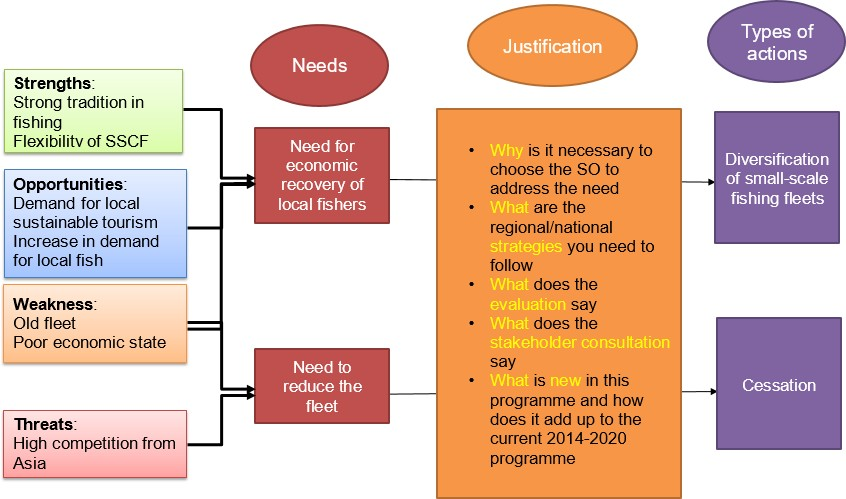 Needs
Justification
Types of
actions
Strengths:
Strong tradition in
fishing
Flexibility of SSCF
Opportunities:
Demand for local
sustainable tourism
Increase in demand
for local fish
Weakness:
Old fleet
Poor economic state
Threats:
High competition from
Asia
Need for
economic
recovery of
local fishers
Need to
reduce the
fleet
• Why is it necessary to
choose the SO to
address the need
• What are the
regional/national
strategies you need to
follow
• What does the
evaluation say
• What does the
stakeholder consultation
say
• What is new in this
programme and how
does it add up to the
current 2014-2020
programme
Diversification
of small-scale
fishing fleets
Cessation